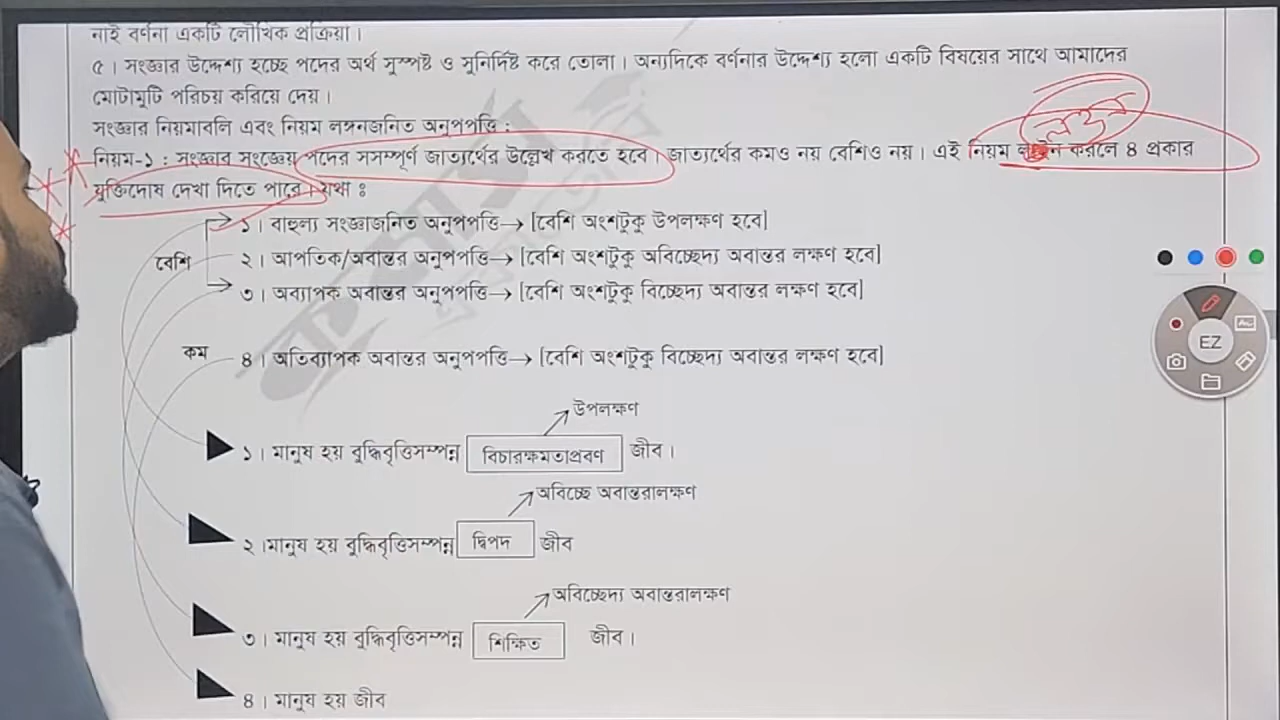 নাই বর্ণনা একটি লৌখিক প্রক্রিয়া।
৫। সংজ্ঞার উদ্দেশ্য হচ্ছে পদের অর্থ সুস্পষ্ট ও সুনির্দিষ্ট করে তোলা। অন্যদিকে বর্ণনার উদ্দেশ্য হলো একটি বিষয়ের সাথে আমাদের
মোটামুটি পরিচয় করিয়ে দেয়।
সংজ্ঞার নিয়মাবলি এবং নিয়ম লঙ্গনজনিত অনুপপত্তি :
নিয়ম-১ : সংজ্ঞার সংজ্ঞেয় পদের সসম্পূর্ণ জাত্যর্থের উল্লেখ করতে হবে। জাত্যর্থের কমও নয় বেশিও নয়। এই নিয়ম করলে ৪ প্রকার
যুক্তিদোষ দেখা দিতে পারে। যথা ঃ
১। বাহুল্য সংজ্ঞাজনিত অনুপপত্তি→ [বেশি অংশটুকু উপলক্ষণ হবে]
বেশি
২। আপতিক/অবান্তর অনুপপত্তি→ [বেশি অংশটুকু অবিচ্ছেদ্য অবান্তর লক্ষণ হবে]
৩। অব্যাপক অবান্তর অনুপপত্তি→ [বেশি অংশটুকু বিচ্ছেদ্য অবান্তর লক্ষণ হবে]
কম
৪। অতিব্যাপক অবান্তর অনুপপত্তি→ [বেশি অংশটুকু বিচ্ছেদ্য অবান্তর লক্ষণ হবে]
উপলক্ষণ
১। মানুষ হয় বুদ্ধিবৃত্তিসম্পন্ন বিচারক্ষমতাপ্রবণ জীব।
অবিচ্ছে অবান্তরালক্ষণ
২।মানুষ হয় বুদ্ধিবৃত্তিসম্পন্ন দ্বিপদ জীব
অবিচ্ছেদ্য অবান্তরালক্ষণ
৩। মানুষ হয় বুদ্ধিবৃত্তিসম্পন্ন শিক্ষিত জীব।
৪। মানুষ হয় জীব
EZ